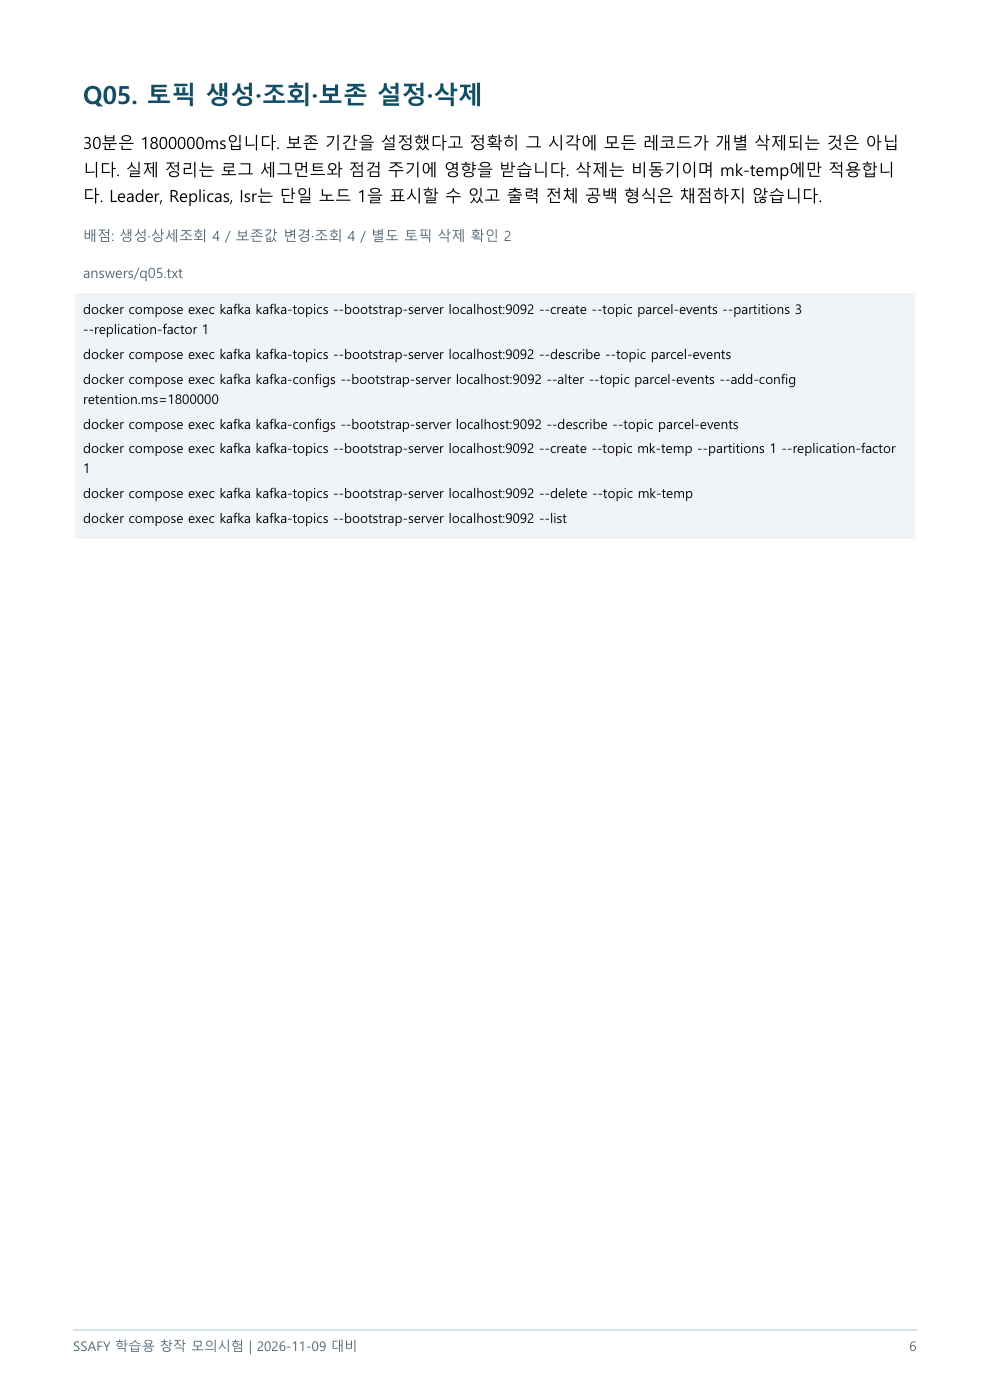 Q05. 토픽 생성·조회·보존 설정·삭제
30분은 1800000ms입니다. 보존 기간을 설정했다고 정확히 그 시각에 모든 레코드가 개별 삭제되는 것은 아닙
니다. 실제 정리는 로그 세그먼트와 점검 주기에 영향을 받습니다. 삭제는 비동기이며 mk-temp에만 적용합니
다. Leader, Replicas, Isr는 단일 노드 1을 표시할 수 있고 출력 전체 공백 형식은 채점하지 않습니다.
배점: 생성·상세조회 4 / 보존값 변경·조회 4 / 별도 토픽 삭제 확인 2
answers/q05.txt
docker compose exec kafka kafka-topics --bootstrap-server localhost:9092 --create --topic parcel-events --partitions 3
--replication-factor 1
docker compose exec kafka kafka-topics --bootstrap-server localhost:9092 --describe --topic parcel-events
docker compose exec kafka kafka-configs --bootstrap-server localhost:9092 --alter --topic parcel-events --add-config
retention.ms=1800000
docker compose exec kafka kafka-configs --bootstrap-server localhost:9092 --describe --topic parcel-events
docker compose exec kafka kafka-topics --bootstrap-server localhost:9092 --create --topic mk-temp --partitions 1 --replication-factor
1
docker compose exec kafka kafka-topics --bootstrap-server localhost:9092 --delete --topic mk-temp
docker compose exec kafka kafka-topics --bootstrap-server localhost:9092 --list
SSAFY 학습용 창작 모의시험 | 2026-11-09 대비
6